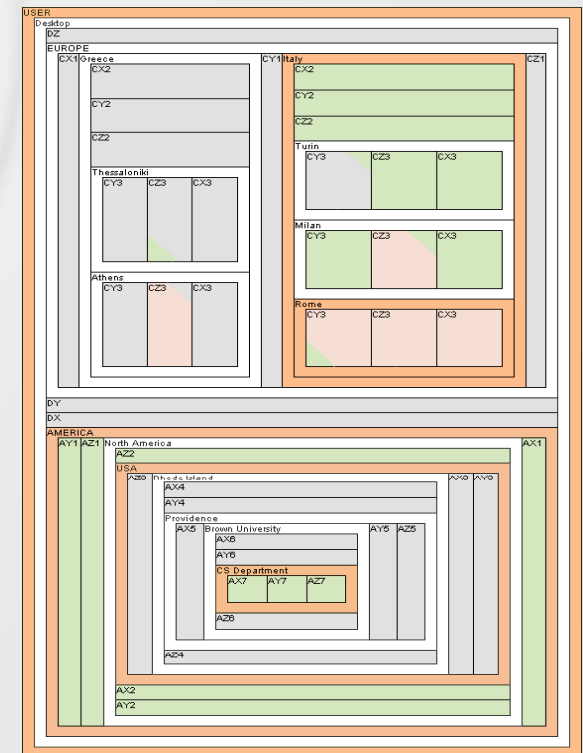 USER
Desktop
DZ
EUROPE
CX1 Greece CY1 Italy CZ1
CX2 CX2
CY2 CY2
CZ2 CZ2
Turin
CY3 CZ3 CX3
Thessaloniki
CY3 CZ3 CX3
Milan
CY3 CZ3 CX3
Athens
CY3 CZ3 CX3
Rome
CY3 CZ3 CX3
DY
DX
AMERICA
AY1 AZ1 North America AX1
AZ2
USA
AZ3 Rhode Island AX3 AY3
AX4
AY4
Providence
AX5 Brown University AY5 AZ5
AX6
AY6
CS Department
AX7 AY7 AZ7
AZ6
AZ4
AX2
AY2